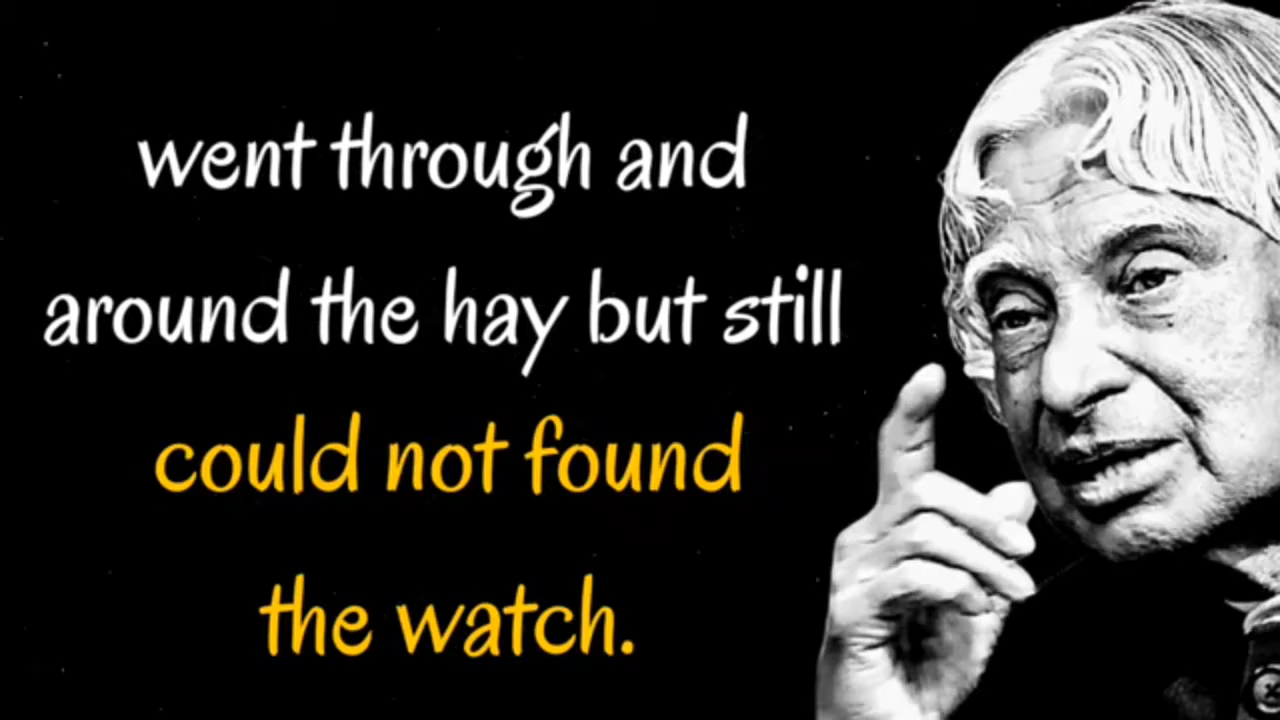 went through and
around the hay but still
could not found
the watch.